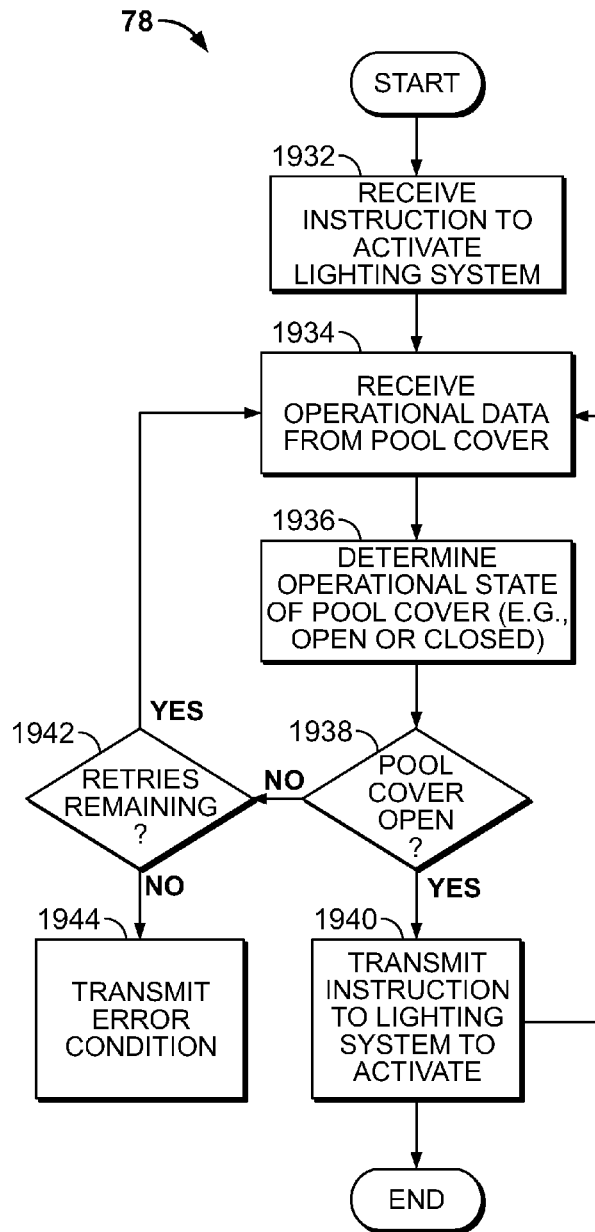 78
START
1932
RECEIVE
INSTRUCTION TO
ACTIVATE
LIGHTING SYSTEM
1934
RECEIVE
OPERATIONAL DATA
FROM POOL COVER
1936
DETERMINE
OPERATIONAL STATE
OF POOL COVER (E.G.,
OPEN OR CLOSED)
1938
POOL
COVER
OPEN
?
NO
YES
1942
RETRIES
REMAINING
?
YES
NO
1944
TRANSMIT
ERROR
CONDITION
1940
TRANSMIT
INSTRUCTION
TO LIGHTING
SYSTEM TO
ACTIVATE
END